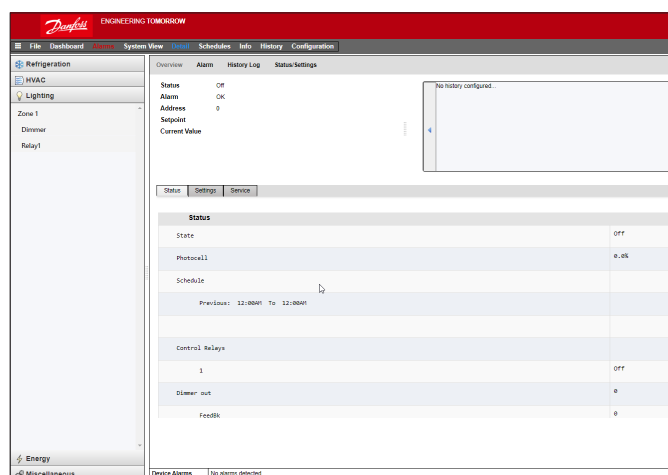 Danfoss ENGINEERING TOMORROW
File Dashboard Alarms System View Detail Schedules Info History Configuration
Refrigeration
HVAC
Lighting
Zone 1
Dimmer
Relay1
Energy
Miscellaneous
Overview Alarm History Log Status/Settings
Status Off
Alarm OK
Address 0
Setpoint
Current Value
No history configured...
Status Settings Service
Status
State Off
Photocell 0.0%
Schedule
Previous: 12:00AM To 12:00AM
Control Relays
1 Off
Dimmer out 0
FeedBk 0
Device Alarms No alarms detected